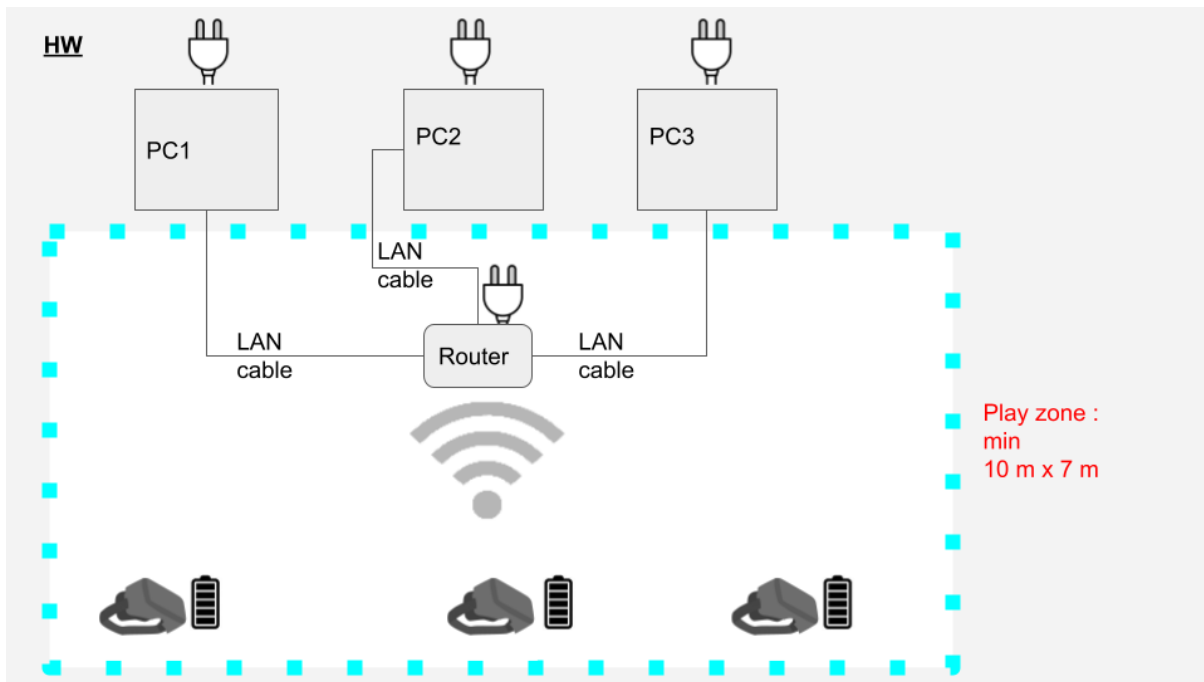 HW
PC1
PC2
PC3
LAN
cable
LAN
cable
Router
LAN
cable
Play zone :
min
10 m x 7 m